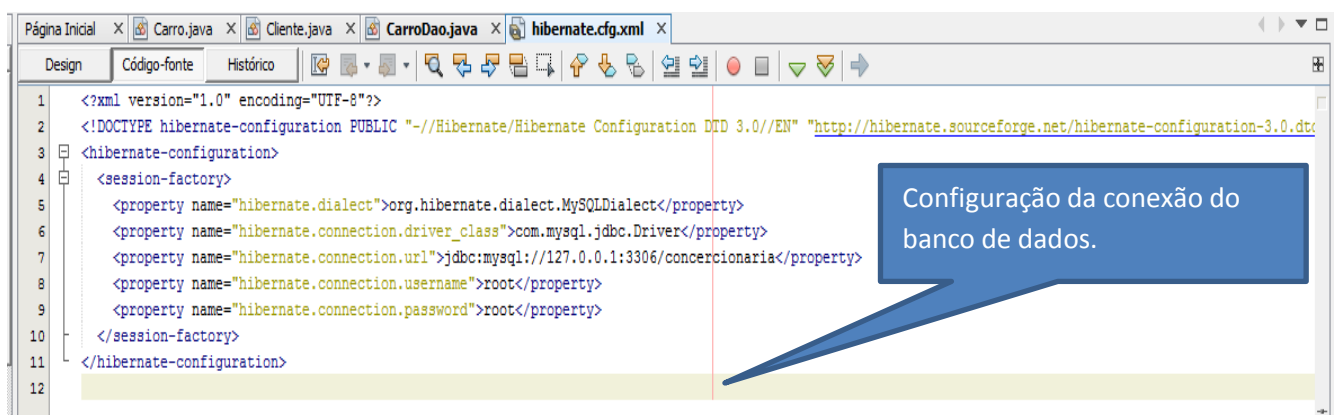 Página Inicial X Carro.java X Cliente.java X CarroDao.java X hibernate.cfg.xml X
Design Código-fonte Histórico
1 <?xml version="1.0" encoding="UTF-8"?>
2 <!DOCTYPE hibernate-configuration PUBLIC "-//Hibernate/Hibernate Configuration DTD 3.0//EN" "http://hibernate.sourceforge.net/hibernate-configuration-3.0.dtd
3 <hibernate-configuration>
4 <session-factory>
5 <property name="hibernate.dialect">org.hibernate.dialect.MySQLDialect</property>
6 <property name="hibernate.connection.driver_class">com.mysql.jdbc.Driver</property>
7 <property name="hibernate.connection.url">jdbc:mysql://127.0.0.1:3306/concercionaria</property>
8 <property name="hibernate.connection.username">root</property>
9 <property name="hibernate.connection.password">root</property>
10 </session-factory>
11 </hibernate-configuration>
12
Configuração da conexão do
banco de dados.